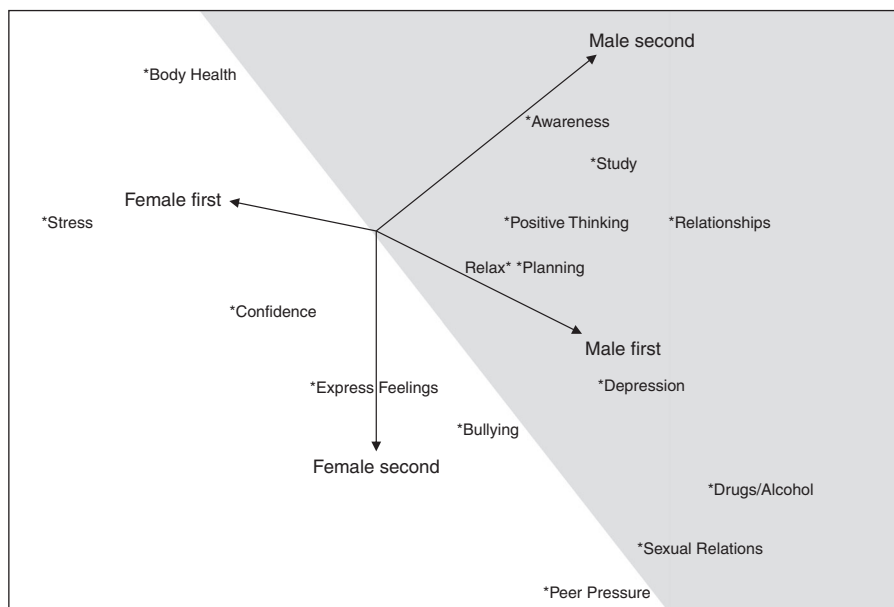 Male second
*Body Health
*Awareness
*Study
Female first
*Stress
*Positive Thinking
*Relationships
Relax* *Planning
*Confidence
Male first
*Express Feelings
*Depression
*Bullying
Female second
*Drugs/Alcohol
*Sexual Relations
*Peer Pressure